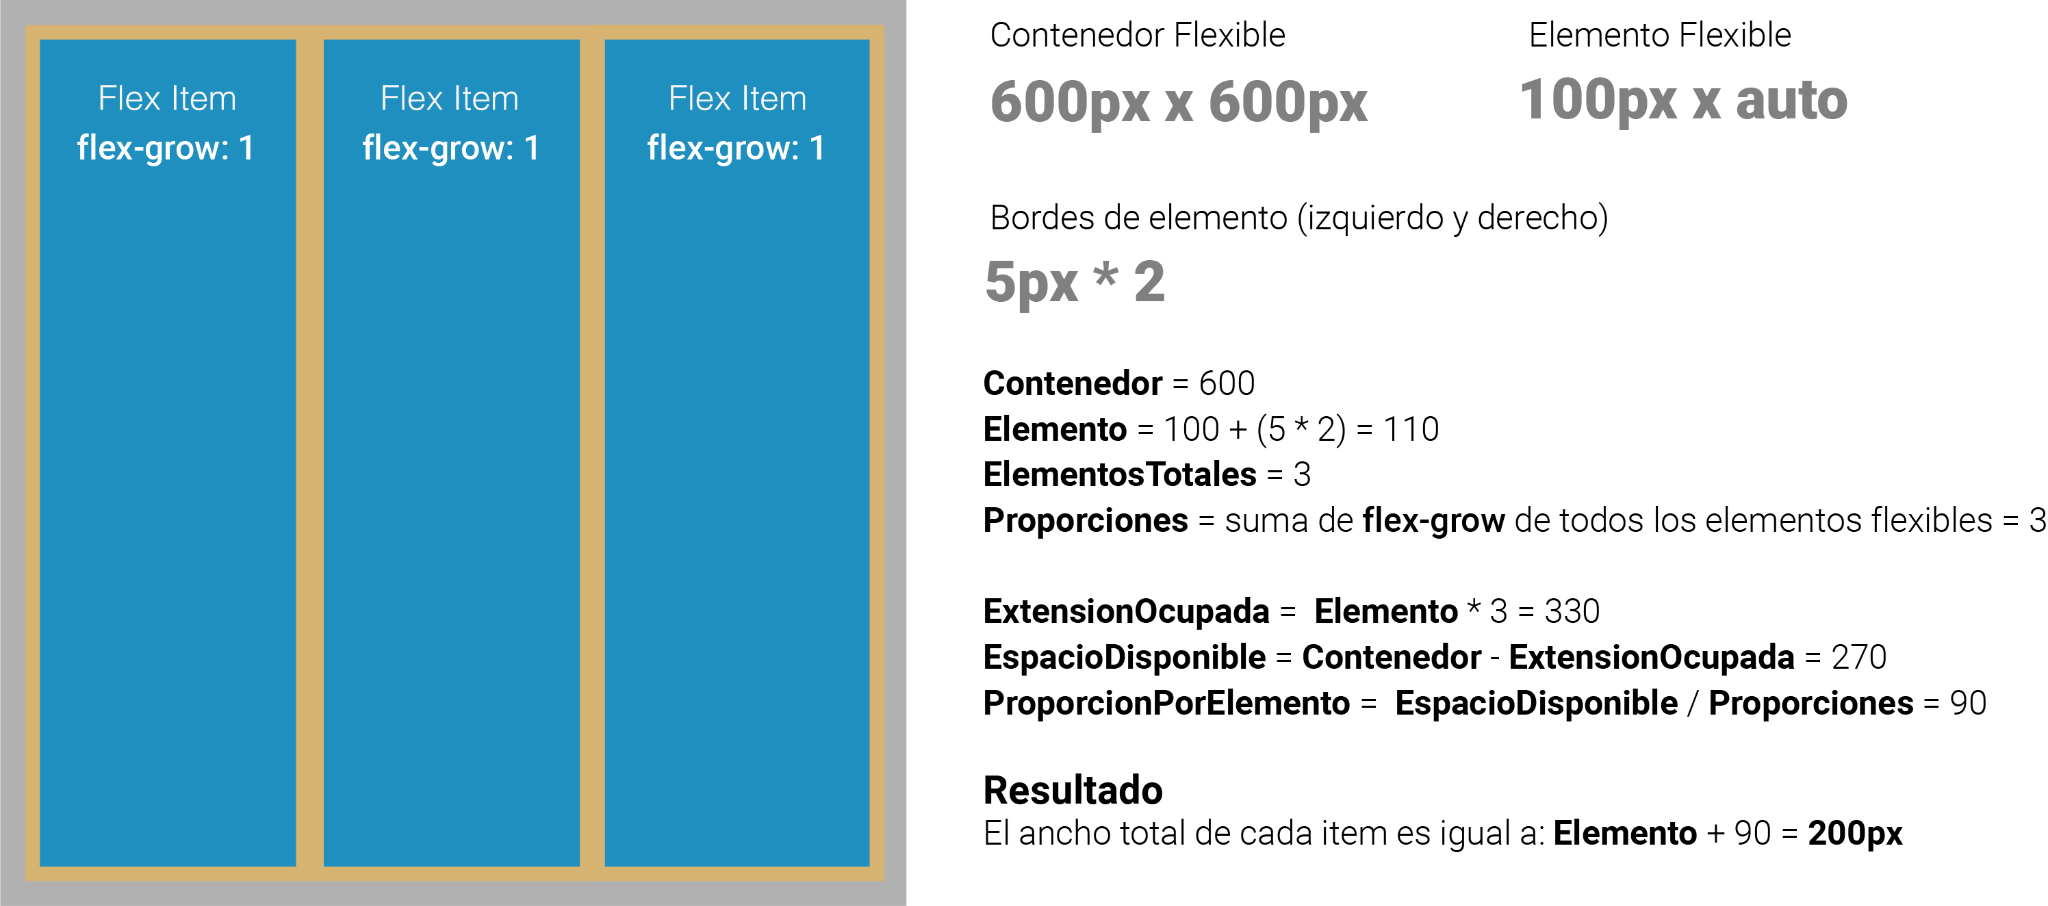 Flex Item
flex-grow: 1
Flex Item
flex-grow: 1
Flex Item
flex-grow: 1
Contenedor Flexible
600px x 600px
Elemento Flexible
100px x auto
Bordes de elemento (izquierdo y derecho)
5px * 2
Contenedor = 600
Elemento = 100 + (5 * 2) = 110
ElementosTotales = 3
Proporciones = suma de flex-grow de todos los elementos flexibles = 3
ExtensionOcupada = Elemento * 3 = 330
EspacioDisponible = Contenedor - ExtensionOcupada = 270
ProporcionPorElemento = EspacioDisponible / Proporciones = 90
Resultado
El ancho total de cada item es igual a: Elemento + 90 = 200px